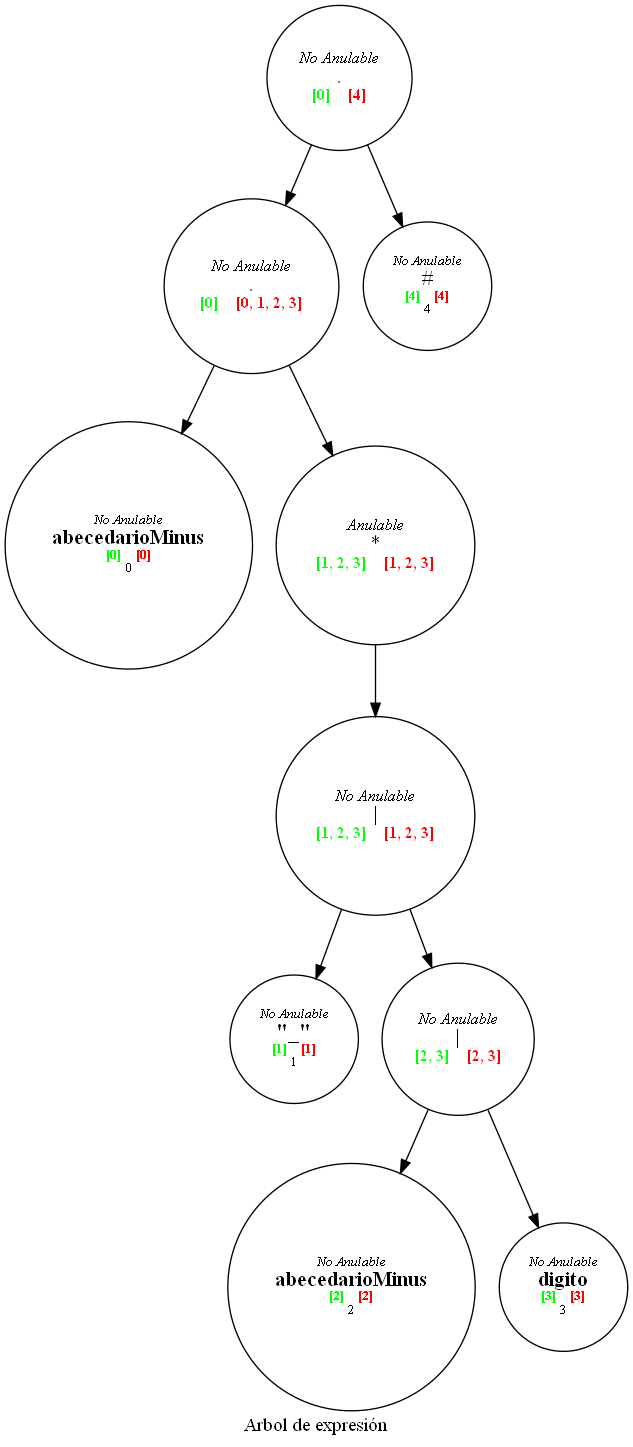 No Anulable
.
[0] [4]
No Anulable
.
[0] [0, 1, 2, 3]
No Anulable
#
[4] [4]
4
No Anulable
abecedarioMinus
[0] [0]
0
Anulable
*
[1, 2, 3] [1, 2, 3]
No Anulable
|
[1, 2, 3] [1, 2, 3]
No Anulable
"_"
[1] [1]
1
No Anulable
|
[2, 3] [2, 3]
No Anulable
abecedarioMinus
[2] [2]
2
No Anulable
digito
[3] [3]
3
Arbol de expresión